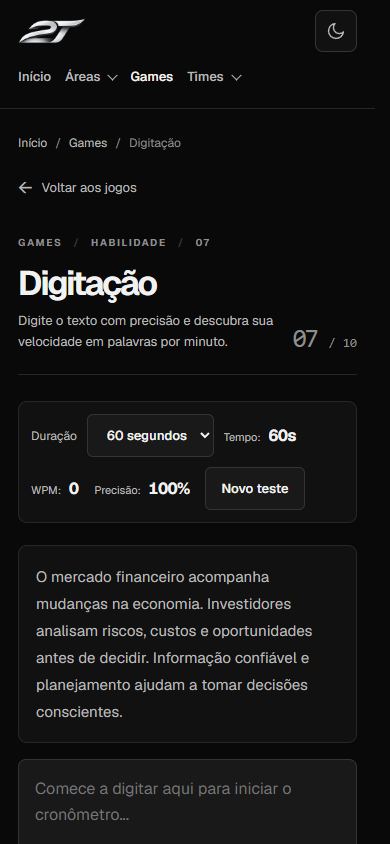 2T
Início Áreas Games Times
Início / Games / Digitação
← Voltar aos jogos
GAMES / HABILIDADE / 07
Digitação
Digite o texto com precisão e descubra sua
velocidade em palavras por minuto.
07 / 10
Duração 60 segundos Tempo: 60s
WPM: 0 Precisão: 100% Novo teste
O mercado financeiro acompanha
mudanças na economia. Investidores
analisam riscos, custos e oportunidades
antes de decidir. Informação confiável e
planejamento ajudam a tomar decisões
conscientes.
Comece a digitar aqui para iniciar o
cronômetro...